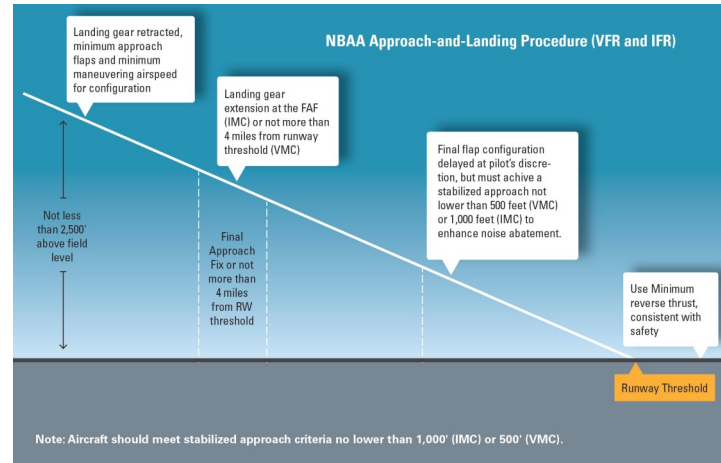 NBAA Approach-and-Landing Procedure (VFR and IFR)
Landing gear retracted,
minimum approach
flaps and minimum
maneuvering airspeed
for configuration
Landing gear
extension at the FAF
(IMC) or not more than
4 miles from runway
threshold (VMC)
Final flap configuration
delayed at pilot's discre-
tion, but must achive a
stabilized approach not
lower than 500 feet (VMC)
or 1,000 feet (IMC) to
enhance noise abatement.
Not less
than 2,500'
above field
level
Final
Approach
Fix or not
more than
4 miles
from RW
threshold
Use Minimum
reverse thrust,
consistent with
safety
Runway Threshold
Note: Aircraft should meet stabilized approach criteria no lower than 1,000' (IMC) or 500' (VMC).